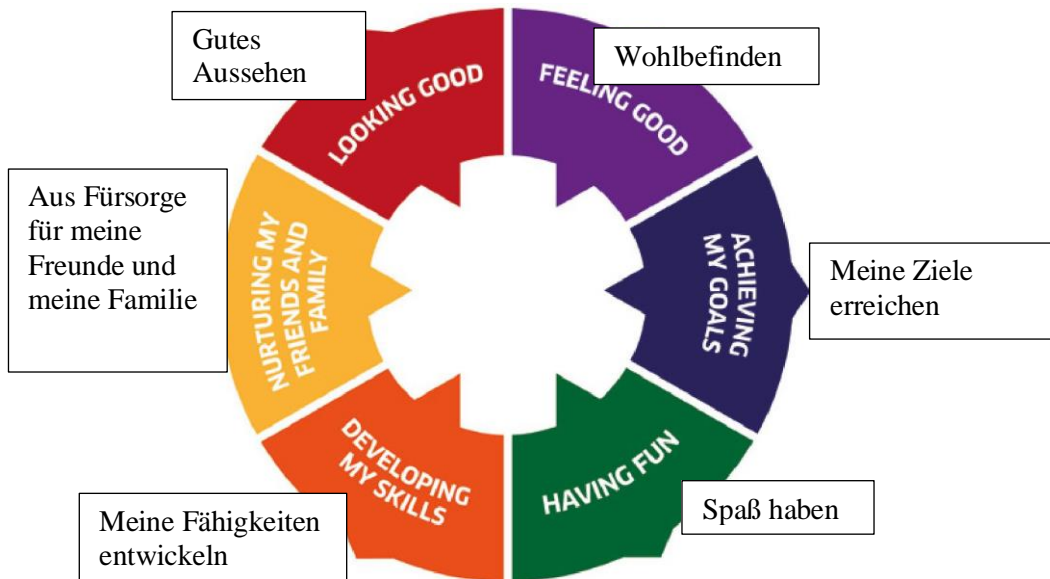 Gutes
Aussehen
LOOKING GOOD
Wohlbefinden
FEELING GOOD
Aus Fürsorge
für meine
Freunde und
meine Familie
NURTURING MY
FRIENDS AND
FAMILY
ACHIEVING
MY GOALS
Meine Ziele
erreichen
DEVELOPING
MY SKILLS
Meine Fähigkeiten
entwickeln
HAVING FUN
Spaß haben